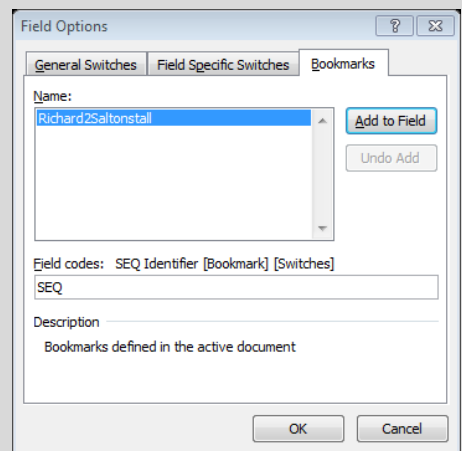 Field Options
General Switches Field Specific Switches Bookmarks
Name:
Richard2Saltonstall
Add to Field
Undo Add
Field codes: SEQ Identifier [Bookmark] [Switches]
SEQ
Description
Bookmarks defined in the active document
OK Cancel